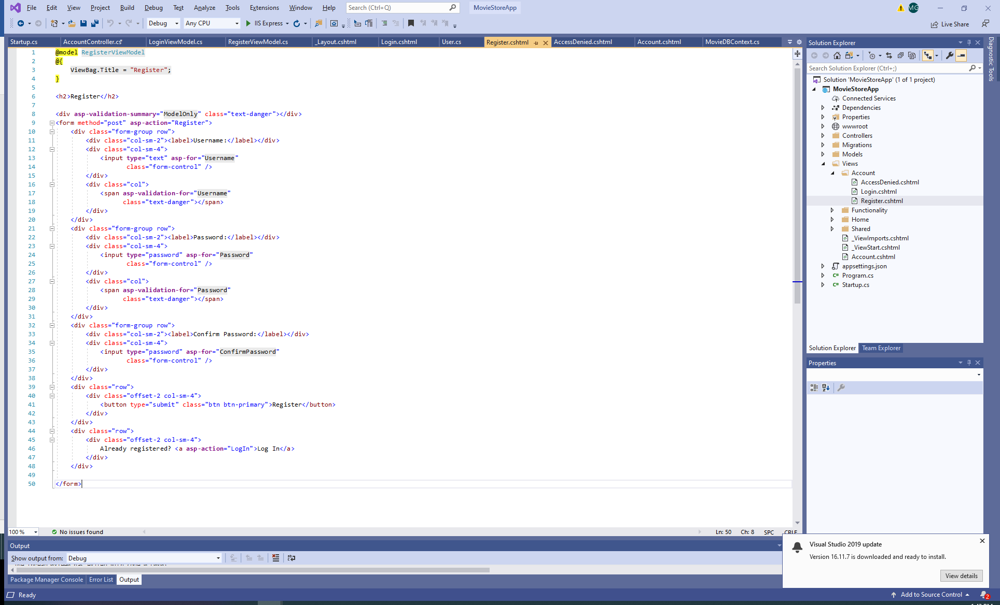 File Edit View Project Build Debug Test Analyze Tools Extensions Window Help Search (Ctrl+Q) MovieStoreApp MG
Debug Any CPU IIS Express Live Share
Startup.cs AccountController.cs* LoginViewModel.cs RegisterViewModel.cs _Layout.cshtml Login.cshtml User.cs Register.cshtml AccessDenied.cshtml Account.cshtml MovieDBContext.cs
1 @model RegisterViewModel
2 @{
3 ViewBag.Title = "Register";
4 }
5
6 <h2>Register</h2>
7
8 <div asp-validation-summary="ModelOnly" class="text-danger"></div>
9 <form method="post" asp-action="Register">
10 <div class="form-group row">
11 <div class="col-sm-2"><label>Username:</label></div>
12 <div class="col-sm-4">
13 <input type="text" asp-for="Username"
14 class="form-control" />
15 </div>
16 <div class="col">
17 <span asp-validation-for="Username"
18 class="text-danger"></span>
19 </div>
20 </div>
21 <div class="form-group row">
22 <div class="col-sm-2"><label>Password:</label></div>
23 <div class="col-sm-4">
24 <input type="password" asp-for="Password"
25 class="form-control" />
26 </div>
27 <div class="col">
28 <span asp-validation-for="Password"
29 class="text-danger"></span>
30 </div>
31 </div>
32 <div class="form-group row">
33 <div class="col-sm-2"><label>Confirm Password:</label></div>
34 <div class="col-sm-4">
35 <input type="password" asp-for="ConfirmPassword"
36 class="form-control" />
37 </div>
38 </div>
39 <div class="row">
40 <div class="offset-2 col-sm-4">
41 <button type="submit" class="btn btn-primary">Register</button>
42 </div>
43 </div>
44 <div class="row">
45 <div class="offset-2 col-sm-4">
46 Already registered? <a asp-action="LogIn">Log In</a>
47 </div>
48 </div>
49
50 </form>
100 % No issues found Ln: 50 Ch: 8 SPC CRLF
Output
Show output from: Debug
Package Manager Console Error List Output
Ready
Solution Explorer
Search Solution Explorer (Ctrl+;)
Solution 'MovieStoreApp' (1 of 1 project)
MovieStoreApp
Connected Services
Dependencies
Properties
wwwroot
Controllers
Migrations
Models
Views
Account
AccessDenied.cshtml
Login.cshtml
Register.cshtml
Functionality
Home
Shared
_ViewImports.cshtml
_ViewStart.cshtml
Account.cshtml
appsettings.json
C# Program.cs
C# Startup.cs
Solution Explorer Team Explorer
Properties
Diagnostic Tools
Visual Studio 2019 update
Version 16.11.7 is downloaded and ready to install.
View details
Add to Source Control 2